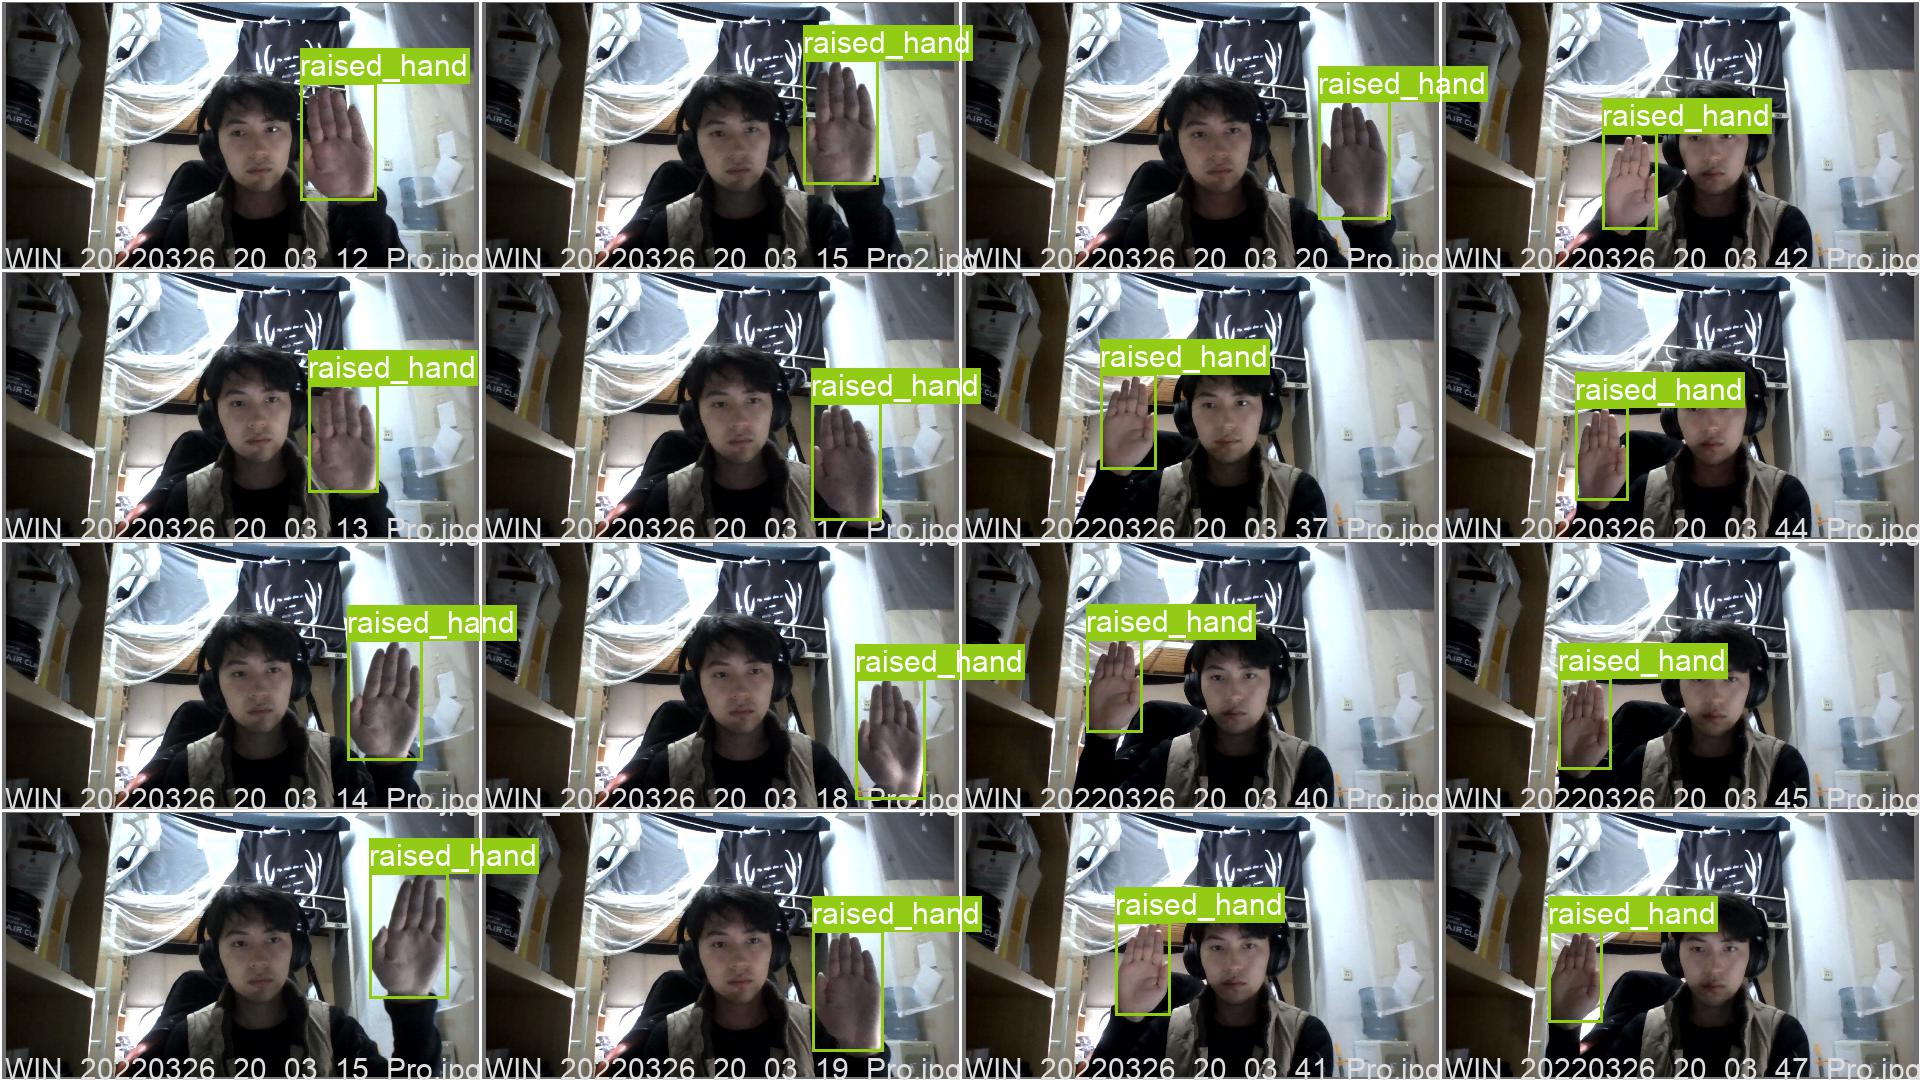 raised_hand
raised_hand
raised_hand
raised_hand
WIN_20220326_20_03_12_Pro.jpg
WIN_20220326_20_03_15_Pro2.jpg
WIN_20220326_20_03_20_Pro.jpg
WIN_20220326_20_03_42_Pro.jpg
raised_hand
raised_hand
raised_hand
raised_hand
WIN_20220326_20_03_13_Pro.jpg
WIN_20220326_20_03_17_Pro.jpg
WIN_20220326_20_03_37_Pro.jpg
WIN_20220326_20_03_44_Pro.jpg
raised_hand
raised_hand
raised_hand
raised_hand
WIN_20220326_20_03_14_Pro.jpg
WIN_20220326_20_03_18_Pro.jpg
WIN_20220326_20_03_40_Pro.jpg
WIN_20220326_20_03_45_Pro.jpg
raised_hand
raised_hand
raised_hand
raised_hand
WIN_20220326_20_03_15_Pro.jpg
WIN_20220326_20_03_19_Pro.jpg
WIN_20220326_20_03_41_Pro.jpg
WIN_20220326_20_03_47_Pro.jpg